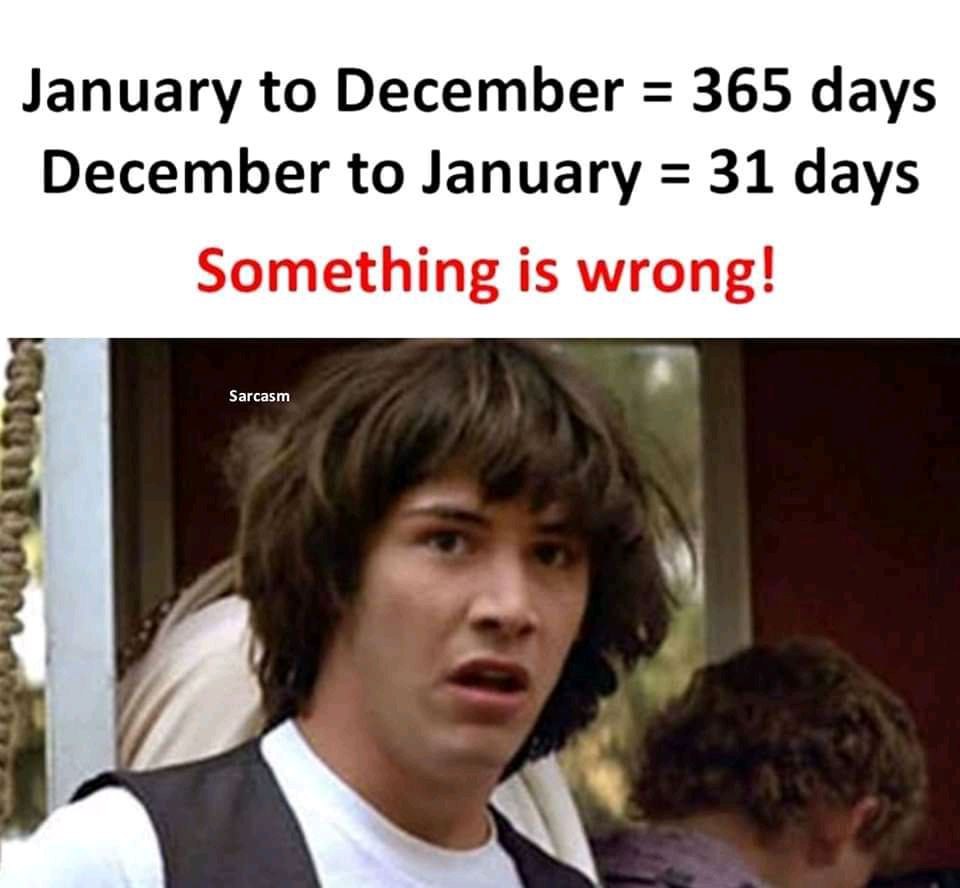 January to December = 365 days
December to January = 31 days
Something is wrong!
Sarcasm